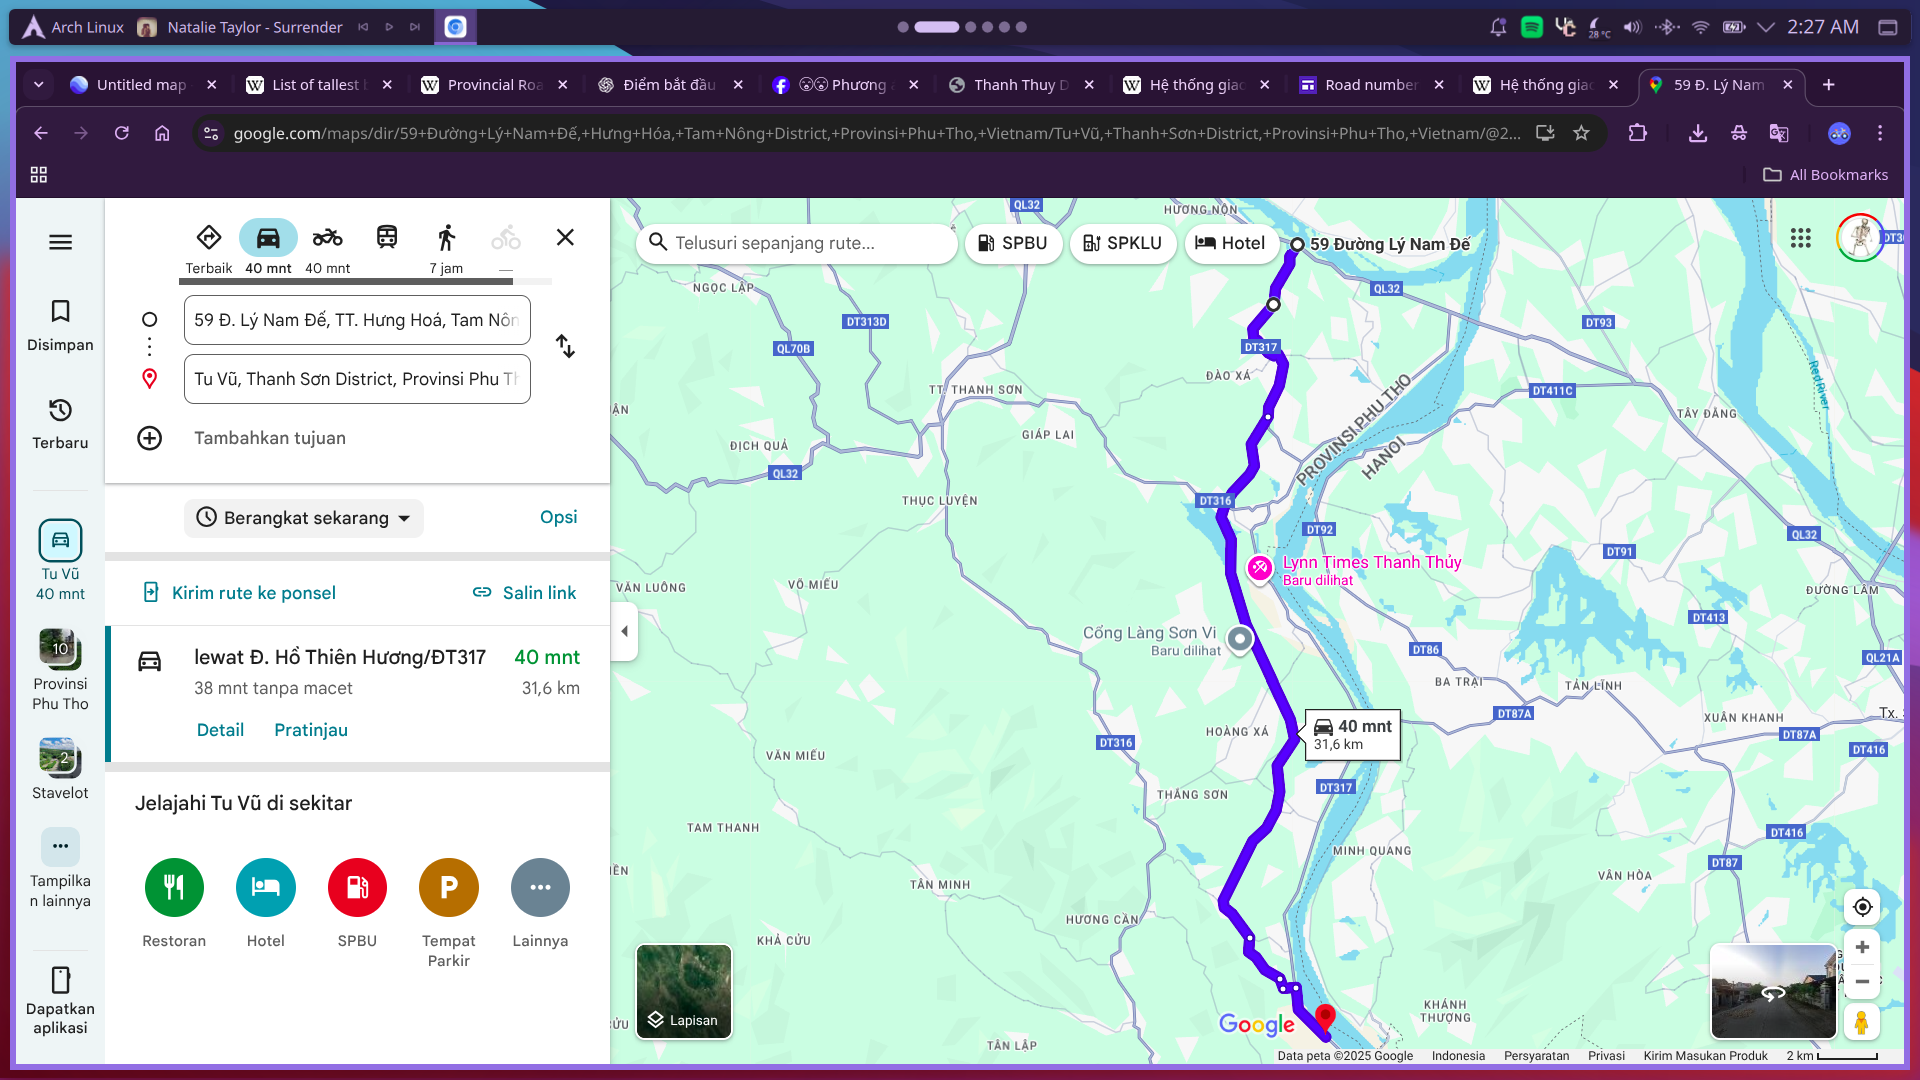 Arch Linux
Natalie Taylor - Surrender
28 °C
2:27 AM
Untitled map
List of tallest b
Provincial Roa
Điểm bắt đầu
😲😲 Phương á
Thanh Thuy D
Hệ thống giao
Road number
Hệ thống giao
59 Đ. Lý Nam
google.com/maps/dir/59+Đường+Lý+Nam+Đế,+Hưng+Hóa,+Tam+Nông+District,+Provinsi+Phu+Tho,+Vietnam/Tu+Vũ,+Thanh+Sơn+District,+Provinsi+Phu+Tho,+Vietnam/@2...
All Bookmarks
Disimpan
Terbaru
Tu Vũ
40 mnt
10
Provinsi
Phu Tho
2
Stavelot
Tampilka
n lainnya
Dapatkan
aplikasi
Terbaik
40 mnt
40 mnt
7 jam
59 Đ. Lý Nam Đế, TT. Hưng Hoá, Tam Nôn
Tu Vũ, Thanh Sơn District, Provinsi Phu Th
Tambahkan tujuan
Berangkat sekarang
Opsi
Kirim rute ke ponsel
Salin link
lewat Đ. Hồ Thiên Hương/ĐT317
40 mnt
38 mnt tanpa macet
31,6 km
Detail
Pratinjau
Jelajahi Tu Vũ di sekitar
Restoran
Hotel
SPBU
P
Tempat
Parkir
Lainnya
Telusuri sepanjang rute...
SPBU
SPKLU
Hotel
QL32
HƯƠNG NỘN
59 Đường Lý Nam Đế
NGỌC LẬP
QL32
DT313D
DT93
QL70B
DT317
ĐÀO XÁ
TT. THANH SƠN
DT411C
Red River
TÂY ĐẰNG
GIÁP LAI
PROVINSI PHU THO
HANOI
ĐỊCH QUẢ
QL32
THỤC LUYỆN
DT316
DT92
QL32
DT91
Lynn Times Thanh Thủy
Baru dilihat
VĂN LUÔNG
VÕ MIẾU
ĐƯỜNG LÂM
DT413
Cổng Làng Sơn Vi
Baru dilihat
DT86
QL21A
BA TRẠI
TẢN LĨNH
DT87A
XUÂN KHANH
Tx.
HOÀNG XÁ
40 mnt
31,6 km
DT87A
DT416
DT316
VĂN MIẾU
DT317
THẮNG SƠN
TAM THANH
DT416
MINH QUANG
DT87
VÂN HÒA
TÂN MINH
HƯƠNG CẦN
KHẢ CỬU
KHÁNH
THƯỢNG
TÂN LẬP
Lapisan
Google
Data peta ©2025 Google
Indonesia
Persyaratan
Privasi
Kirim Masukan Produk
2 km